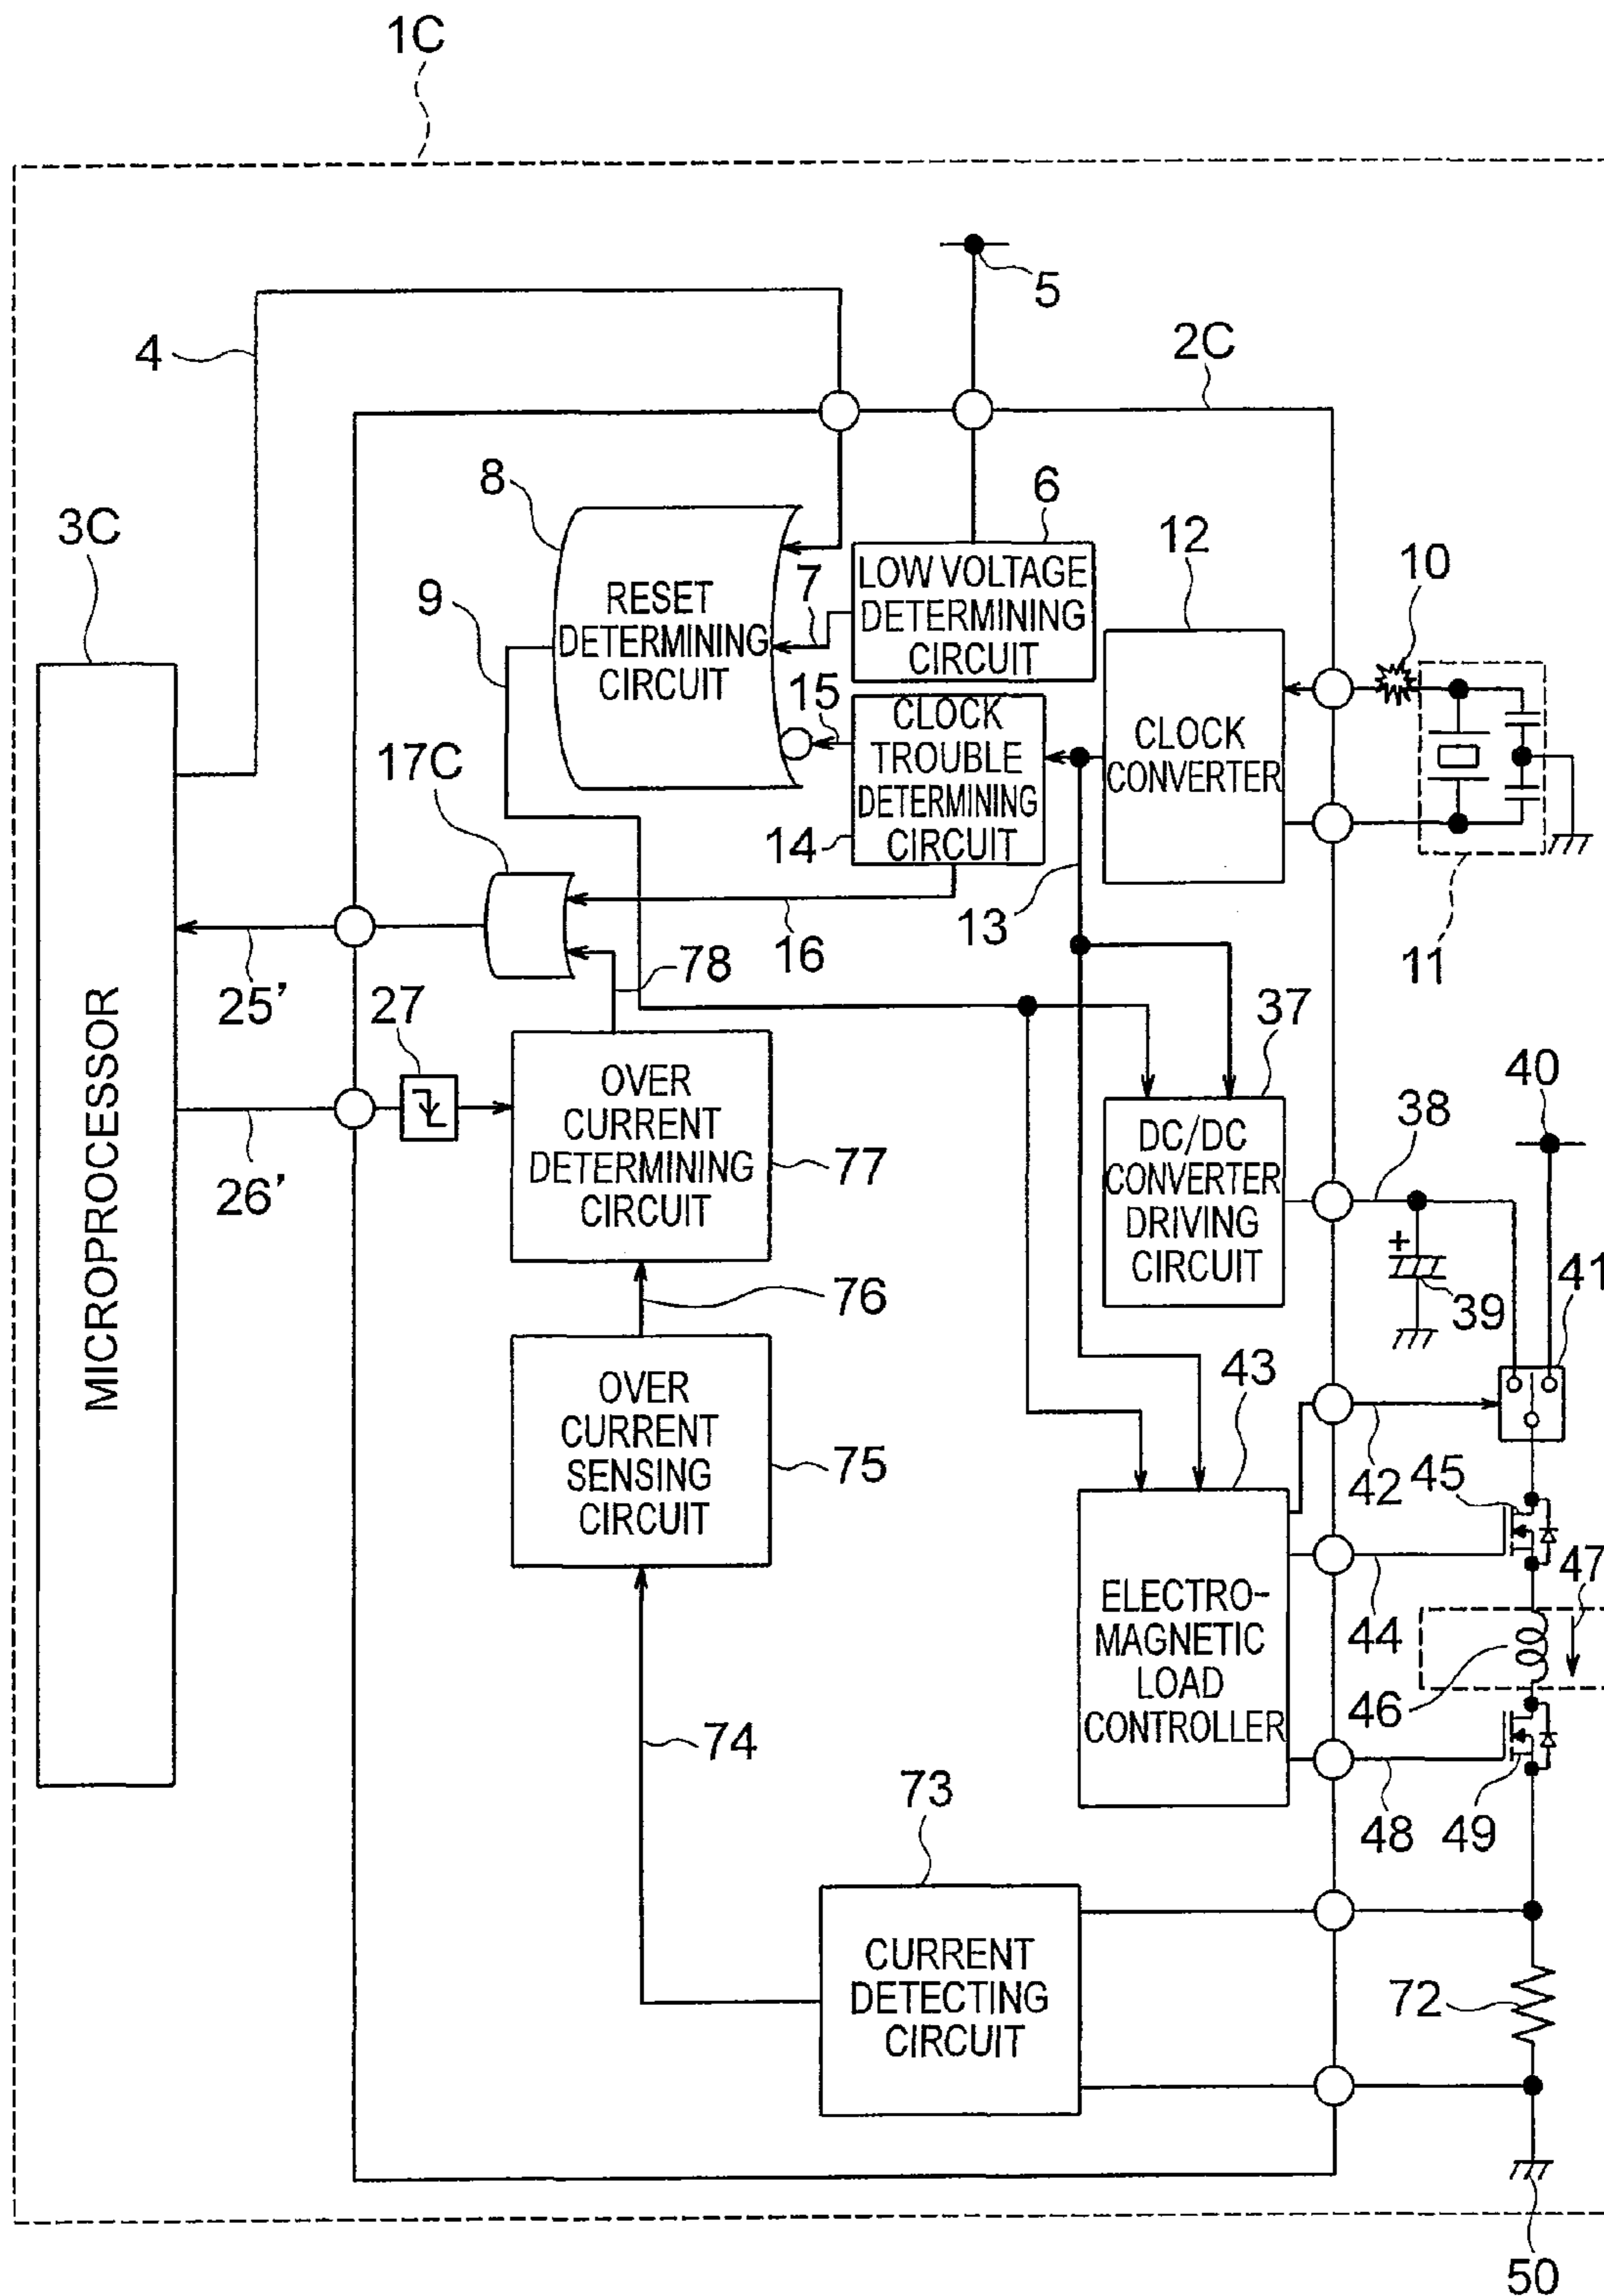 1C
5
4
2C
8
6
3C
12
10
LOW VOLTAGE
DETERMINING
CIRCUIT
7
9
RESET
DETERMINING
CIRCUIT
15
CLOCK
TROUBLE
DETERMINING
CIRCUIT
CLOCK
CONVERTER
17C
14
13
11
16
78
25'
27
37
MICROPROCESSOR
OVER
CURRENT
DETERMINING
CIRCUIT
77
26'
DC/DC
CONVERTER
DRIVING
CIRCUIT
38
40
+
39
41
76
43
OVER
CURRENT
SENSING
CIRCUIT
75
42
45
47
ELECTRO-
MAGNETIC
LOAD
CONTROLLER
44
46
74
48
49
73
CURRENT
DETECTING
CIRCUIT
72
50